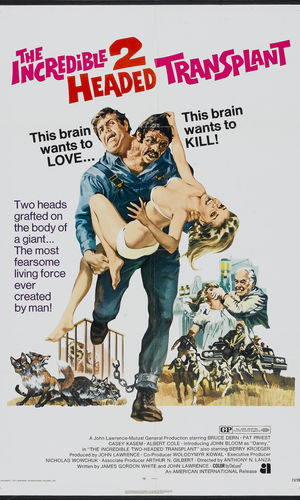 THE
INCREDIBLE 2
HEADED TRANSPLANT
This brain
wants to
LOVE...
This brain
wants to
KILL!
Two heads
grafted on
the body of
a giant...
The most
fearsome
living force
ever
created
by man!
A John Lawrence-Mutual General Production starring BRUCE DERN · PAT PRIEST
CASEY KASEM · ALBERT COLE · Introducing JOHN BLOOM as "Danny."
in "THE INCREDIBLE TWO-HEADED TRANSPLANT" also starring BERRY KROEGER
Produced by JOHN LAWRENCE · Co-Producer WOLODYMYR KOWAL · Executive Producer
NICHOLAS WOWCHUK · Associate Producer ARTHUR N. GILBERT · Directed by ANTHONY N. LANZA
Written by JAMES GORDON WHITE and JOHN LAWRENCE · COLOR by DeLuxe
An AMERICAN INTERNATIONAL Release
GP